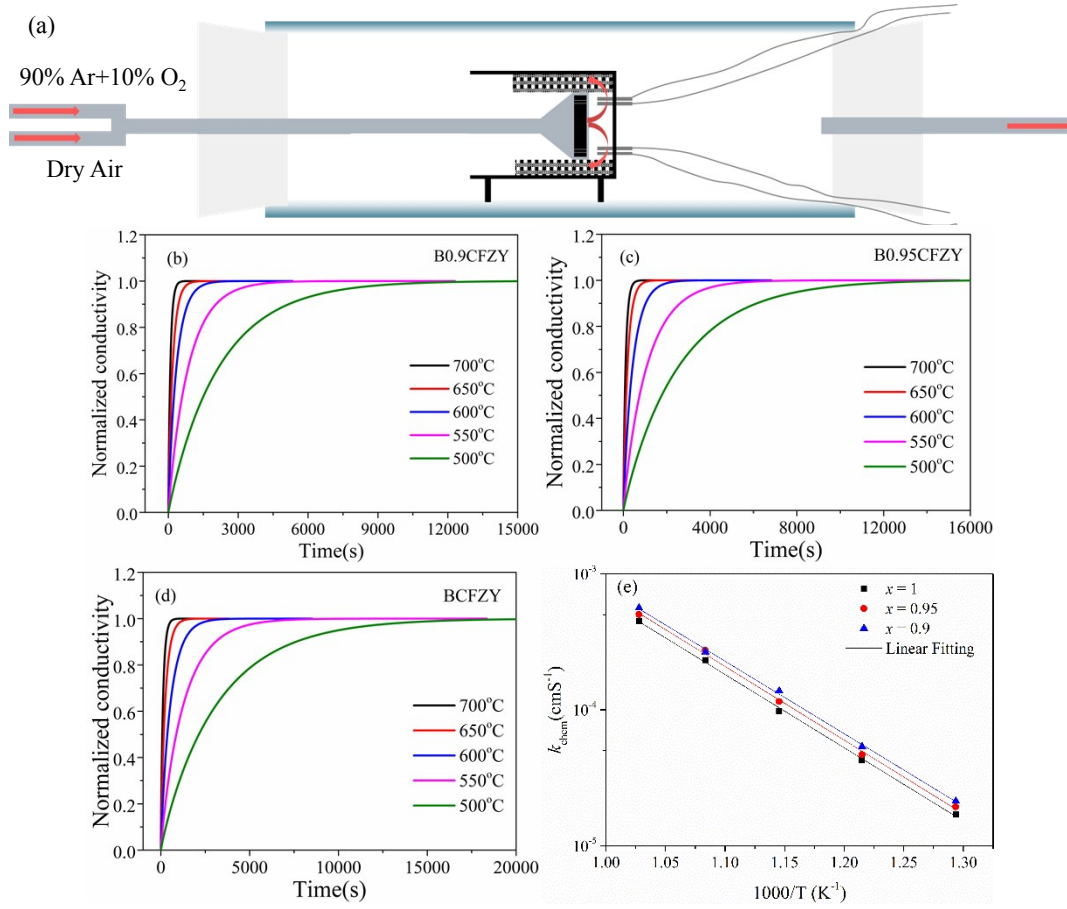 (a)
90% Ar+10% O₂
Dry Air
(b)
B0.9CFZY
Normalized conductivity
1.2
1.0
0.8
0.6
0.4
0.2
0.0
700°C
650°C
600°C
550°C
500°C
0
3000
6000
9000
12000
15000
Time(s)
(c)
B0.95CFZY
Normalized conductivity
1.2
1.0
0.8
0.6
0.4
0.2
0.0
700°C
650°C
600°C
550°C
500°C
0
4000
8000
12000
16000
Time(s)
(d)
BCFZY
Normalized conductivity
1.2
1.0
0.8
0.6
0.4
0.2
0.0
700°C
650°C
600°C
550°C
500°C
0
5000
10000
15000
20000
Time(s)
(e)
x = 1
x = 0.95
x = 0.9
Linear Fitting
k_chem(cmS⁻¹)
10⁻³
10⁻⁴
10⁻⁵
1.00
1.05
1.10
1.15
1.20
1.25
1.30
1000/T (K⁻¹)